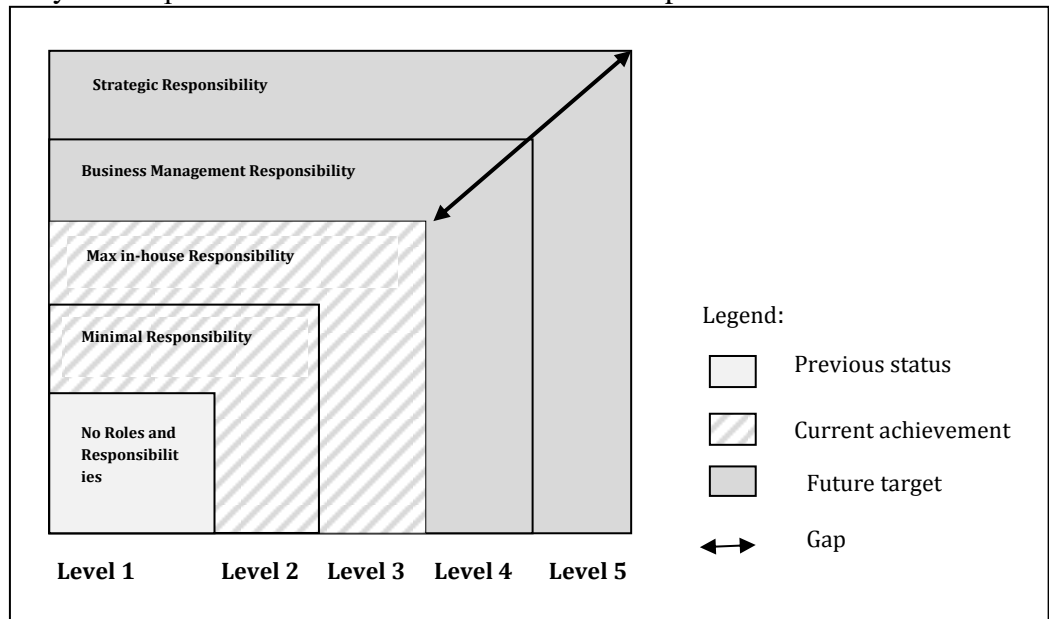 Strategic Responsibility
Business Management Responsibility
Max in-house Responsibility
Minimal Responsibility
No Roles and
Responsibilit
ies
Level 1
Level 2
Level 3
Level 4
Level 5
Legend:
Previous status
Current achievement
Future target
Gap